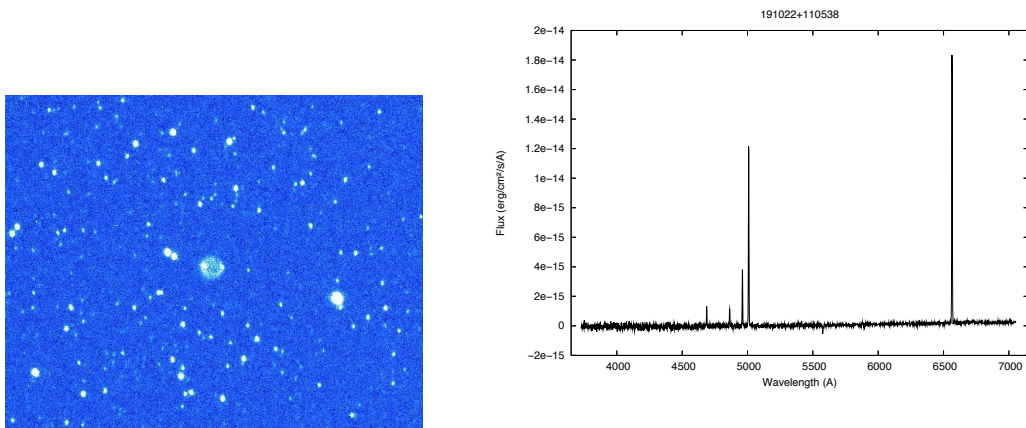 191022+110538
Flux (erg/cm²/s/A)
2e−14
1.8e−14
1.6e−14
1.4e−14
1.2e−14
1e−14
8e−15
6e−15
4e−15
2e−15
0
−2e−15
4000 4500 5000 5500 6000 6500 7000
Wavelength (A)